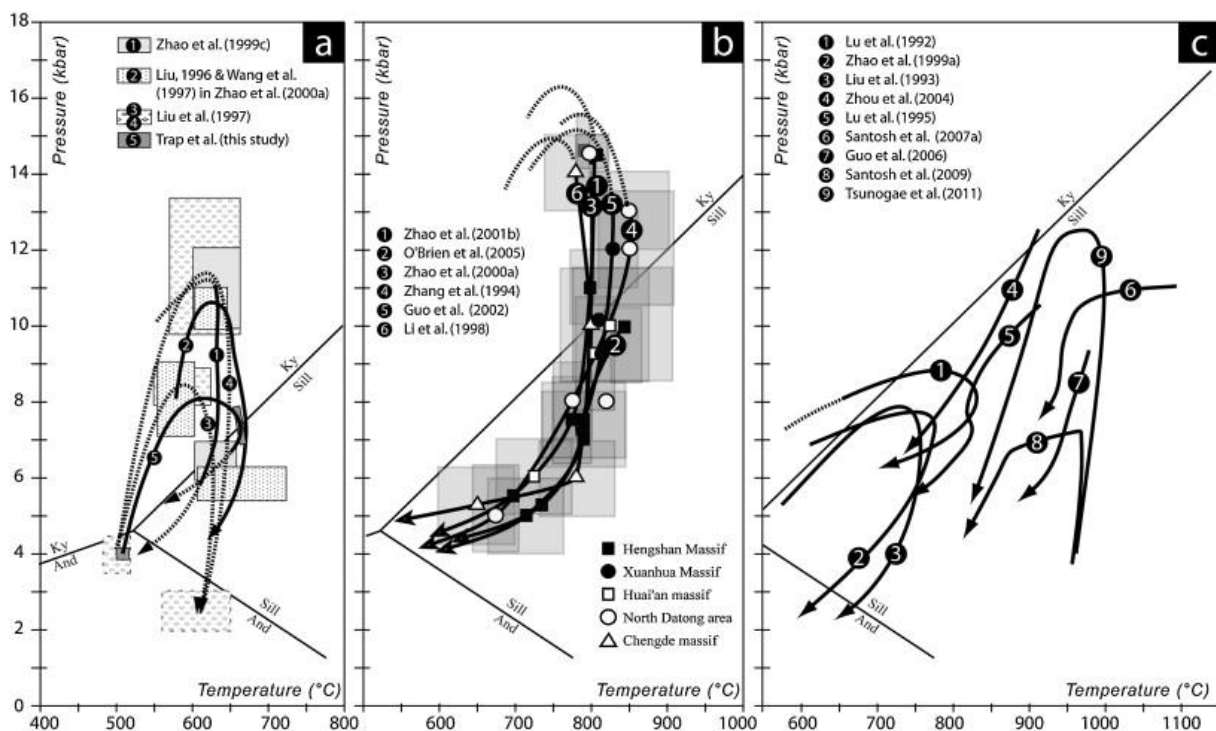 18
16
14
12
10
8
6
4
2
0
Pressure (kbar)
a
1 Zhao et al. (1999c)
2 Liu, 1996 & Wang et al.
(1997) in Zhao et al. (2000a)
3
4 Liu et al. (1997)
5 Trap et al. (this study)
2
1
4
3
5
Ky
Sill
Ky
And
Sill
And
Temperature (°C)
400 500 600 700 800
Pressure (kbar)
b
1 Zhao et al. (2001b)
2 O'Brien et al. (2005)
3 Zhao et al. (2000a)
4 Zhang et al. (1994)
5 Guo et al. (2002)
6 Li et al. (1998)
1
6
3
5
4
2
Ky
Sill
Sill
And
Hengshan Massif
Xuanhua Massif
Huai'an massif
North Datong area
Chengde massif
Temperature (°C)
600 700 800 900 1000
Pressure (kbar)
c
1 Lu et al. (1992)
2 Zhao et al. (1999a)
3 Liu et al. (1993)
4 Zhou et al. (2004)
5 Lu et al. (1995)
6 Santosh et al. (2007a)
7 Guo et al. (2006)
8 Santosh et al. (2009)
9 Tsunogae et al. (2011)
Ky
Sill
9
4
6
5
1
7
8
2
3
Sill
And
Temperature (°C)
600 700 800 900 1000 1100